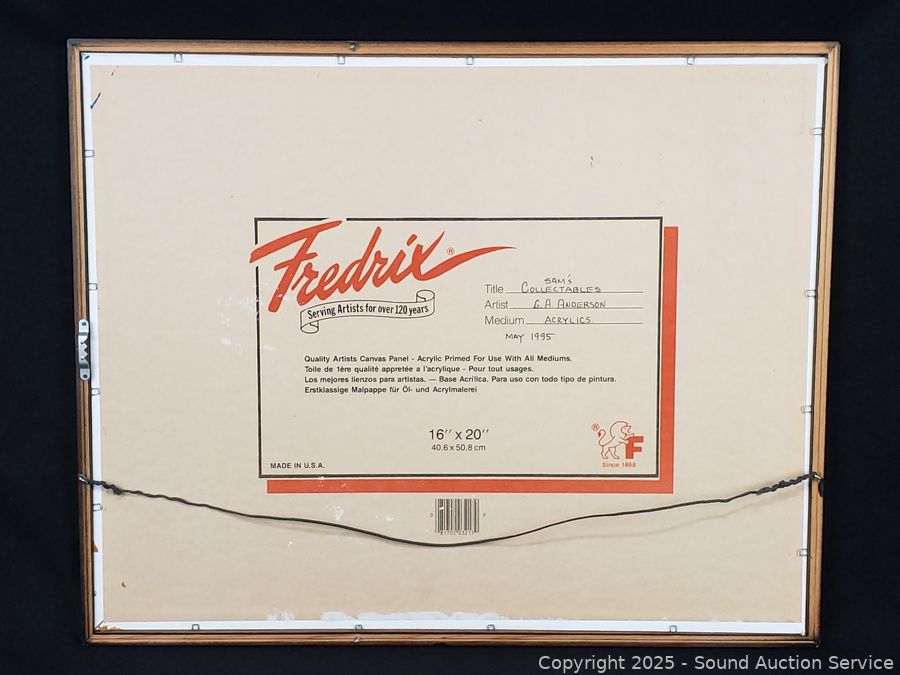 Fredrix®
Serving Artists for over 120 years
Title SAM'S COLLECTABLES
Artist G.A. ANDERSON
Medium ACRYLICS
MAY 1995
Quality Artists Canvas Panel - Acrylic Primed For Use With All Mediums.
Toile de 1ère qualité appretée a l'acrylique - Pour tout usages.
Los mejores lienzos para artistas. — Base Acrílica. Para uso con todo tipo de pintura.
Erstklassige Malpappe für Öl- und Acrylmalerei
16" x 20"
40.6 x 50.8 cm
® F
Since 1868
MADE IN U.S.A.
Copyright 2025 - Sound Auction Service